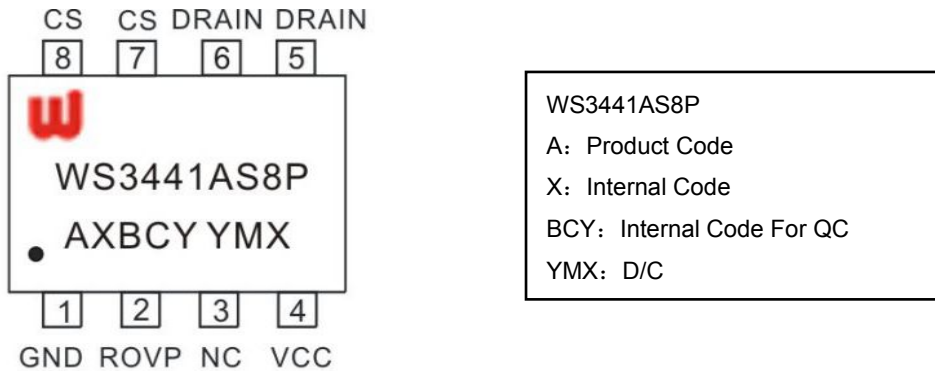 CS CS DRAIN DRAIN
8 7 6 5
WS3441AS8P
AXBCY YMX
1 2 3 4
GND ROVP NC VCC
WS3441AS8P
A：Product Code
X：Internal Code
BCY：Internal Code For QC
YMX：D/C